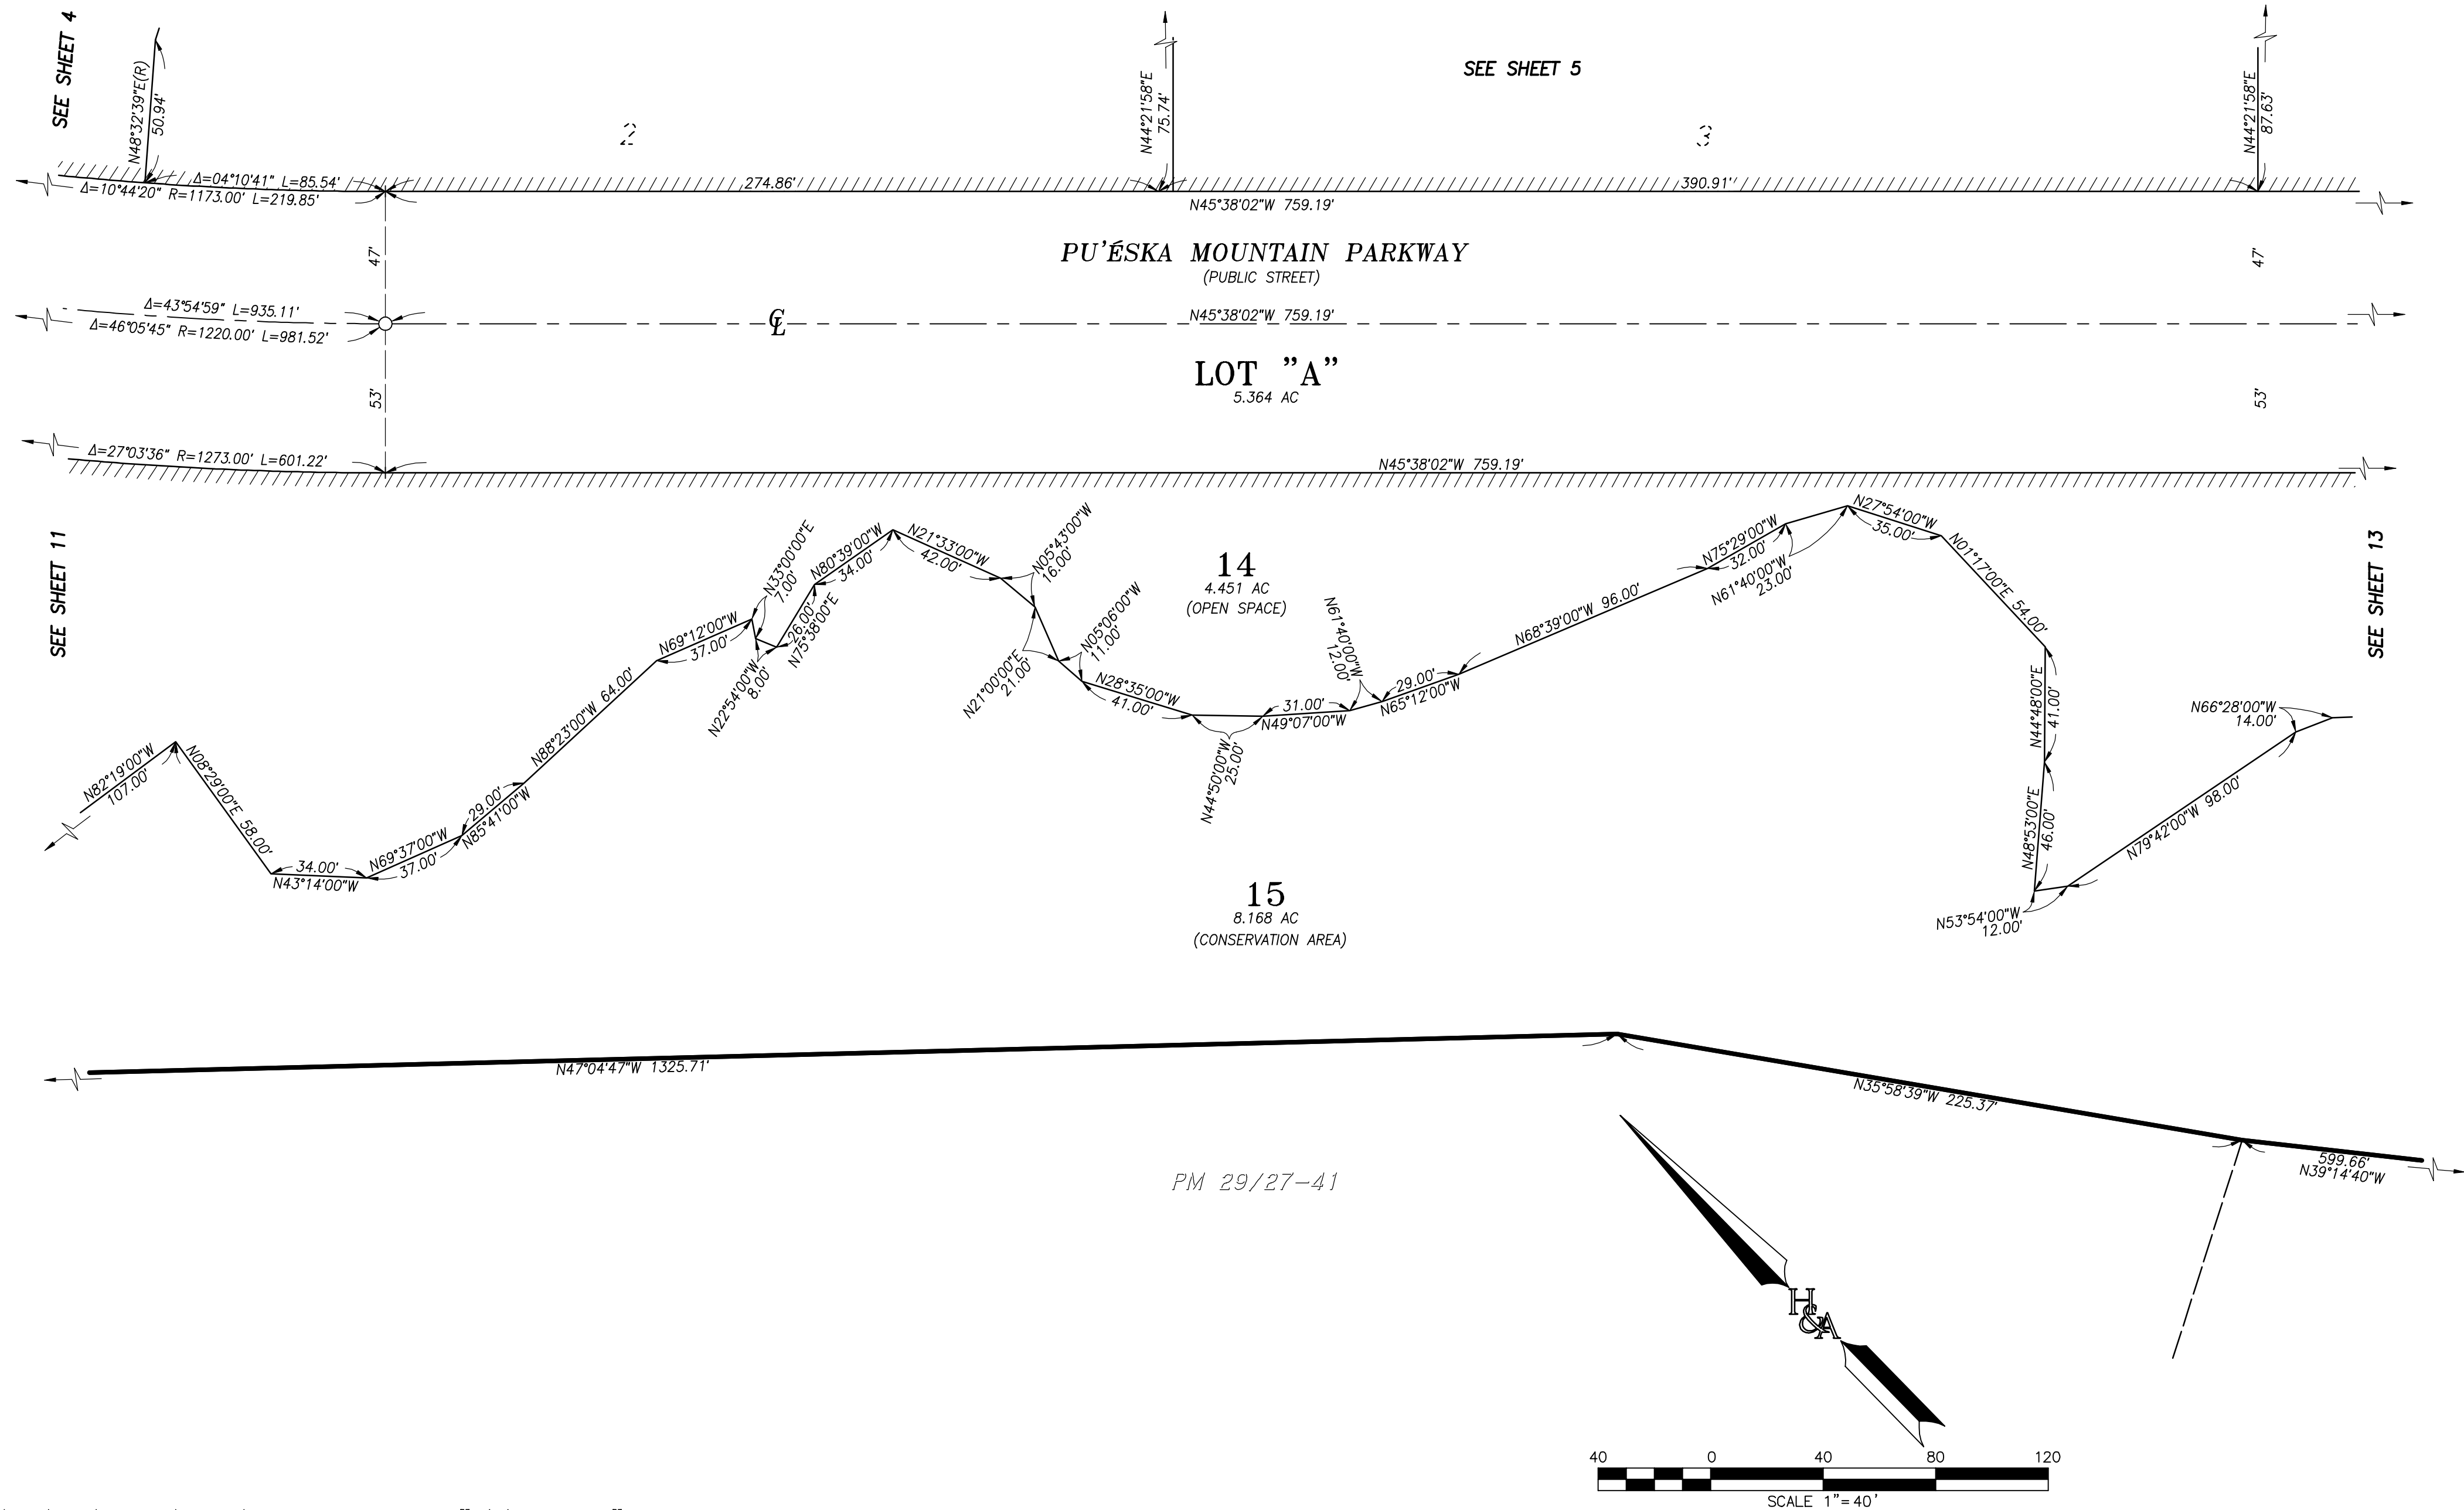 SEE SHEET 4
N48°32'39"E(R)
50.94'
2
N44°21'58"E
75.74'
SEE SHEET 5
3
N44°21'58"E
87.63'
Δ=04°10'41" L=85.54'
Δ=10°44'20" R=1173.00' L=219.85'
274.86'
390.91'
N45°38'02"W 759.19'
47'
PU'ÉSKA MOUNTAIN PARKWAY
(PUBLIC STREET)
47'
Δ=43°54'59" L=935.11'
Δ=46°05'45" R=1220.00' L=981.52'
CL
N45°38'02"W 759.19'
LOT "A"
5.364 AC
53'
53'
Δ=27°03'36" R=1273.00' L=601.22'
N45°38'02"W 759.19'
SEE SHEET 11
SEE SHEET 13
N82°19'00"W
107.00'
N08°29'00"E 58.00'
34.00'
N43°14'00"W
N69°37'00"W
37.00'
29.00'
N85°41'00"W
N88°23'00"W 64.00'
N69°12'00"W
37.00'
N33°00'00"E
7.00'
N22°54'00"W
8.00'
26.00'
N75°38'00"E
N80°39'00"W
34.00'
N21°33'00"W
42.00'
N05°43'00"W
16.00'
N21°00'00"E
21.00'
N05°06'00"W
11.00'
N28°35'00"W
41.00'
N44°50'00"W
25.00'
14
4.451 AC
(OPEN SPACE)
31.00'
N49°07'00"W
N61°40'00"W
12.00'
29.00'
N65°12'00"W
N68°39'00"W 96.00'
N75°29'00"W
32.00'
N61°40'00"W
23.00'
N27°54'00"W
35.00'
N01°17'00"E 54.00'
N44°48'00"E
41.00'
N48°53'00"E
46.00'
N53°54'00"W
12.00'
N79°42'00"W 98.00'
N66°28'00"W
14.00'
15
8.168 AC
(CONSERVATION AREA)
N47°04'47"W 1325.71'
N35°58'39"W 225.37'
599.66'
N39°14'40"W
PM 29/27-41
H&A
40 0 40 80 120
SCALE 1"=40'